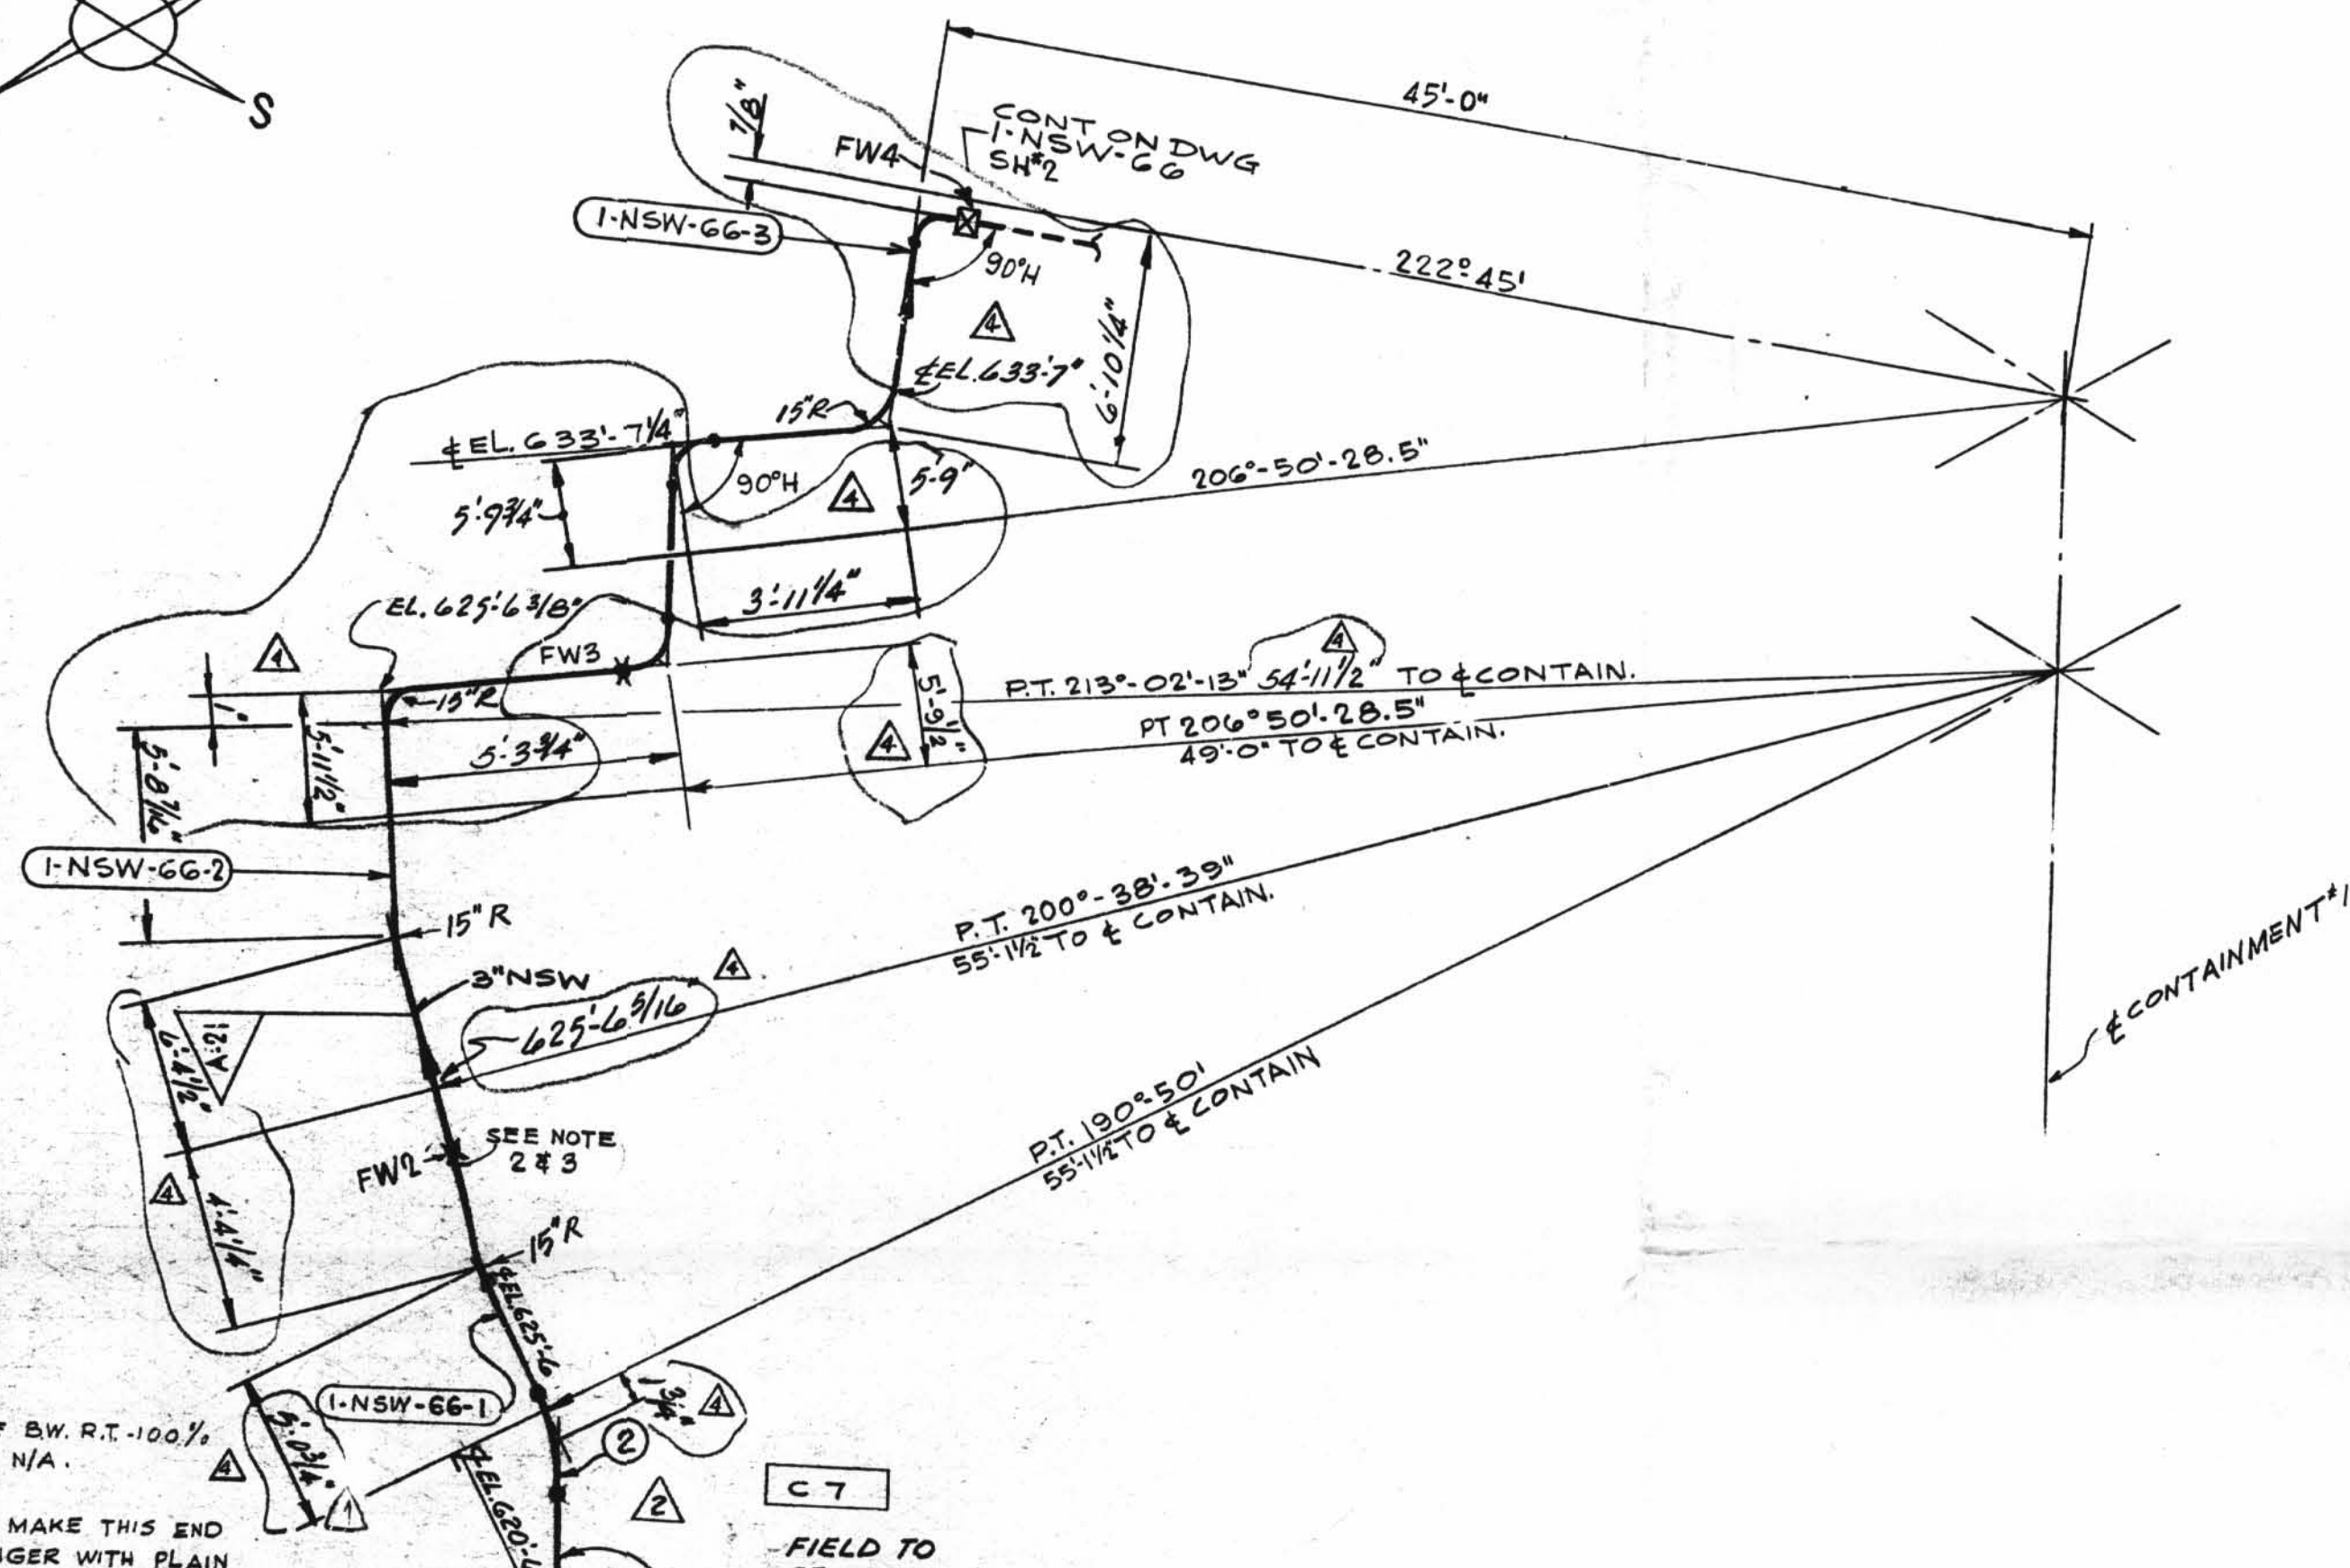 S
45'-0"
7/8"
FW4
CONT ON DWG
1-NSW-66
SH#2
1-NSW-66-3
90°H
222°45'
4
6'-10 1/4"
℄EL.633'-7"
15"R
℄EL. 633'-7 1/4"
90°H
4
5'-9"
206°-50'-28.5"
5'-9 3/4"
3'-11 1/4"
EL. 625'-6 3/8"
4
FW3
4
P.T. 213°-02'-13" 54'-11 1/2" TO ℄ CONTAIN.
15"R
1"
5'-9 1/2"
4
PT 206°50'-28.5"
49'-0" TO ℄ CONTAIN.
5'-3 3/4"
5'-11 1/2"
5'-8 7/16"
1-NSW-66-2
15"R
P.T. 200°-38'-39"
55'-1 1/2" TO ℄ CONTAIN.
3"NSW
4
625'-6 5/16"
A-21
6'-4 1/2"
℄ CONTAINMENT #1
SEE NOTE
2 & 3
FW2
P.T. 190°-50'
55'-1 1/2" TO ℄ CONTAIN
4
4'-4 1/4"
15"R
℄EL.625'-6
1-NSW-66-1
1 3/4"
4
2
BW. R.T.-100%
N/A.
4
5'-0 3/4"
1
2
C 7
MAKE THIS END
WITH PLAIN
FIELD TO